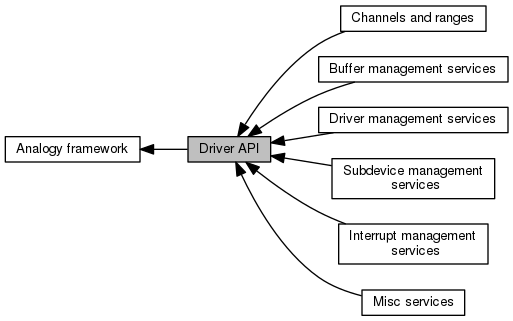 Channels and ranges
Buffer management services
Driver management services
Analogy framework
Driver API
Subdevice management
services
Interrupt management
services
Misc services